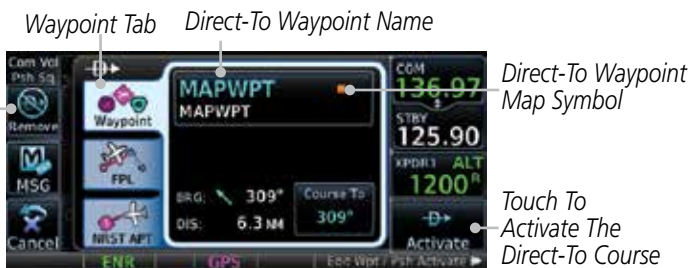 Waypoint Tab
Direct-To Waypoint Name
Com Vol
Psh Sq
Remove
MSG
Cancel
Waypoint
FPL
NRST APT
MAPWPT
MAPWPT
BRG: 309°
DIS: 6.3 NM
Course To
309°
COM
136.97
STBY
125.90
XPDR1 ALT
1200 R
Activate
ENR
GPS
Edit Wpt / Psh Activate
Direct-To Waypoint
Map Symbol
Touch To
Activate The
Direct-To Course